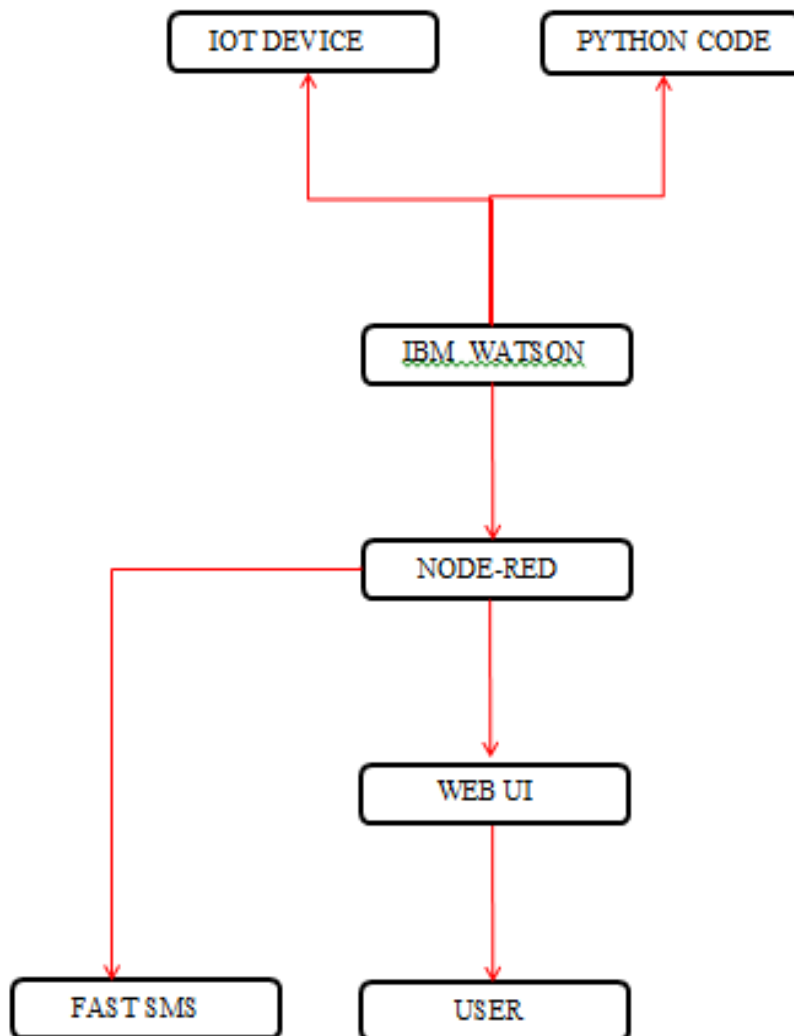 IOT DEVICE
PYTHON CODE
IBM WATSON
NODE-RED
WEB UI
FAST SMS
USER